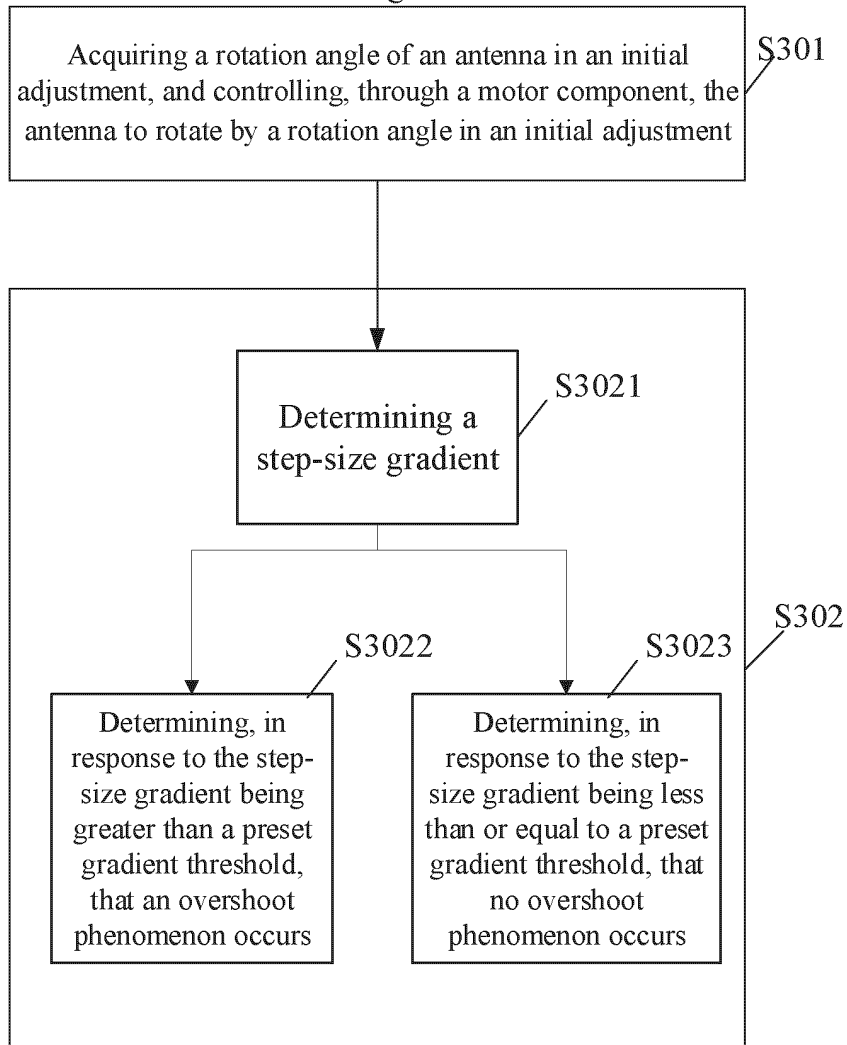 Acquiring a rotation angle of an antenna in an initial
adjustment, and controlling, through a motor component, the
antenna to rotate by a rotation angle in an initial adjustment
S301
Determining a
step-size gradient
S3021
S302
S3022
S3023
Determining, in
response to the step-
size gradient being
greater than a preset
gradient threshold,
that an overshoot
phenomenon occurs
Determining, in
response to the step-
size gradient being less
than or equal to a preset
gradient threshold, that
no overshoot
phenomenon occurs